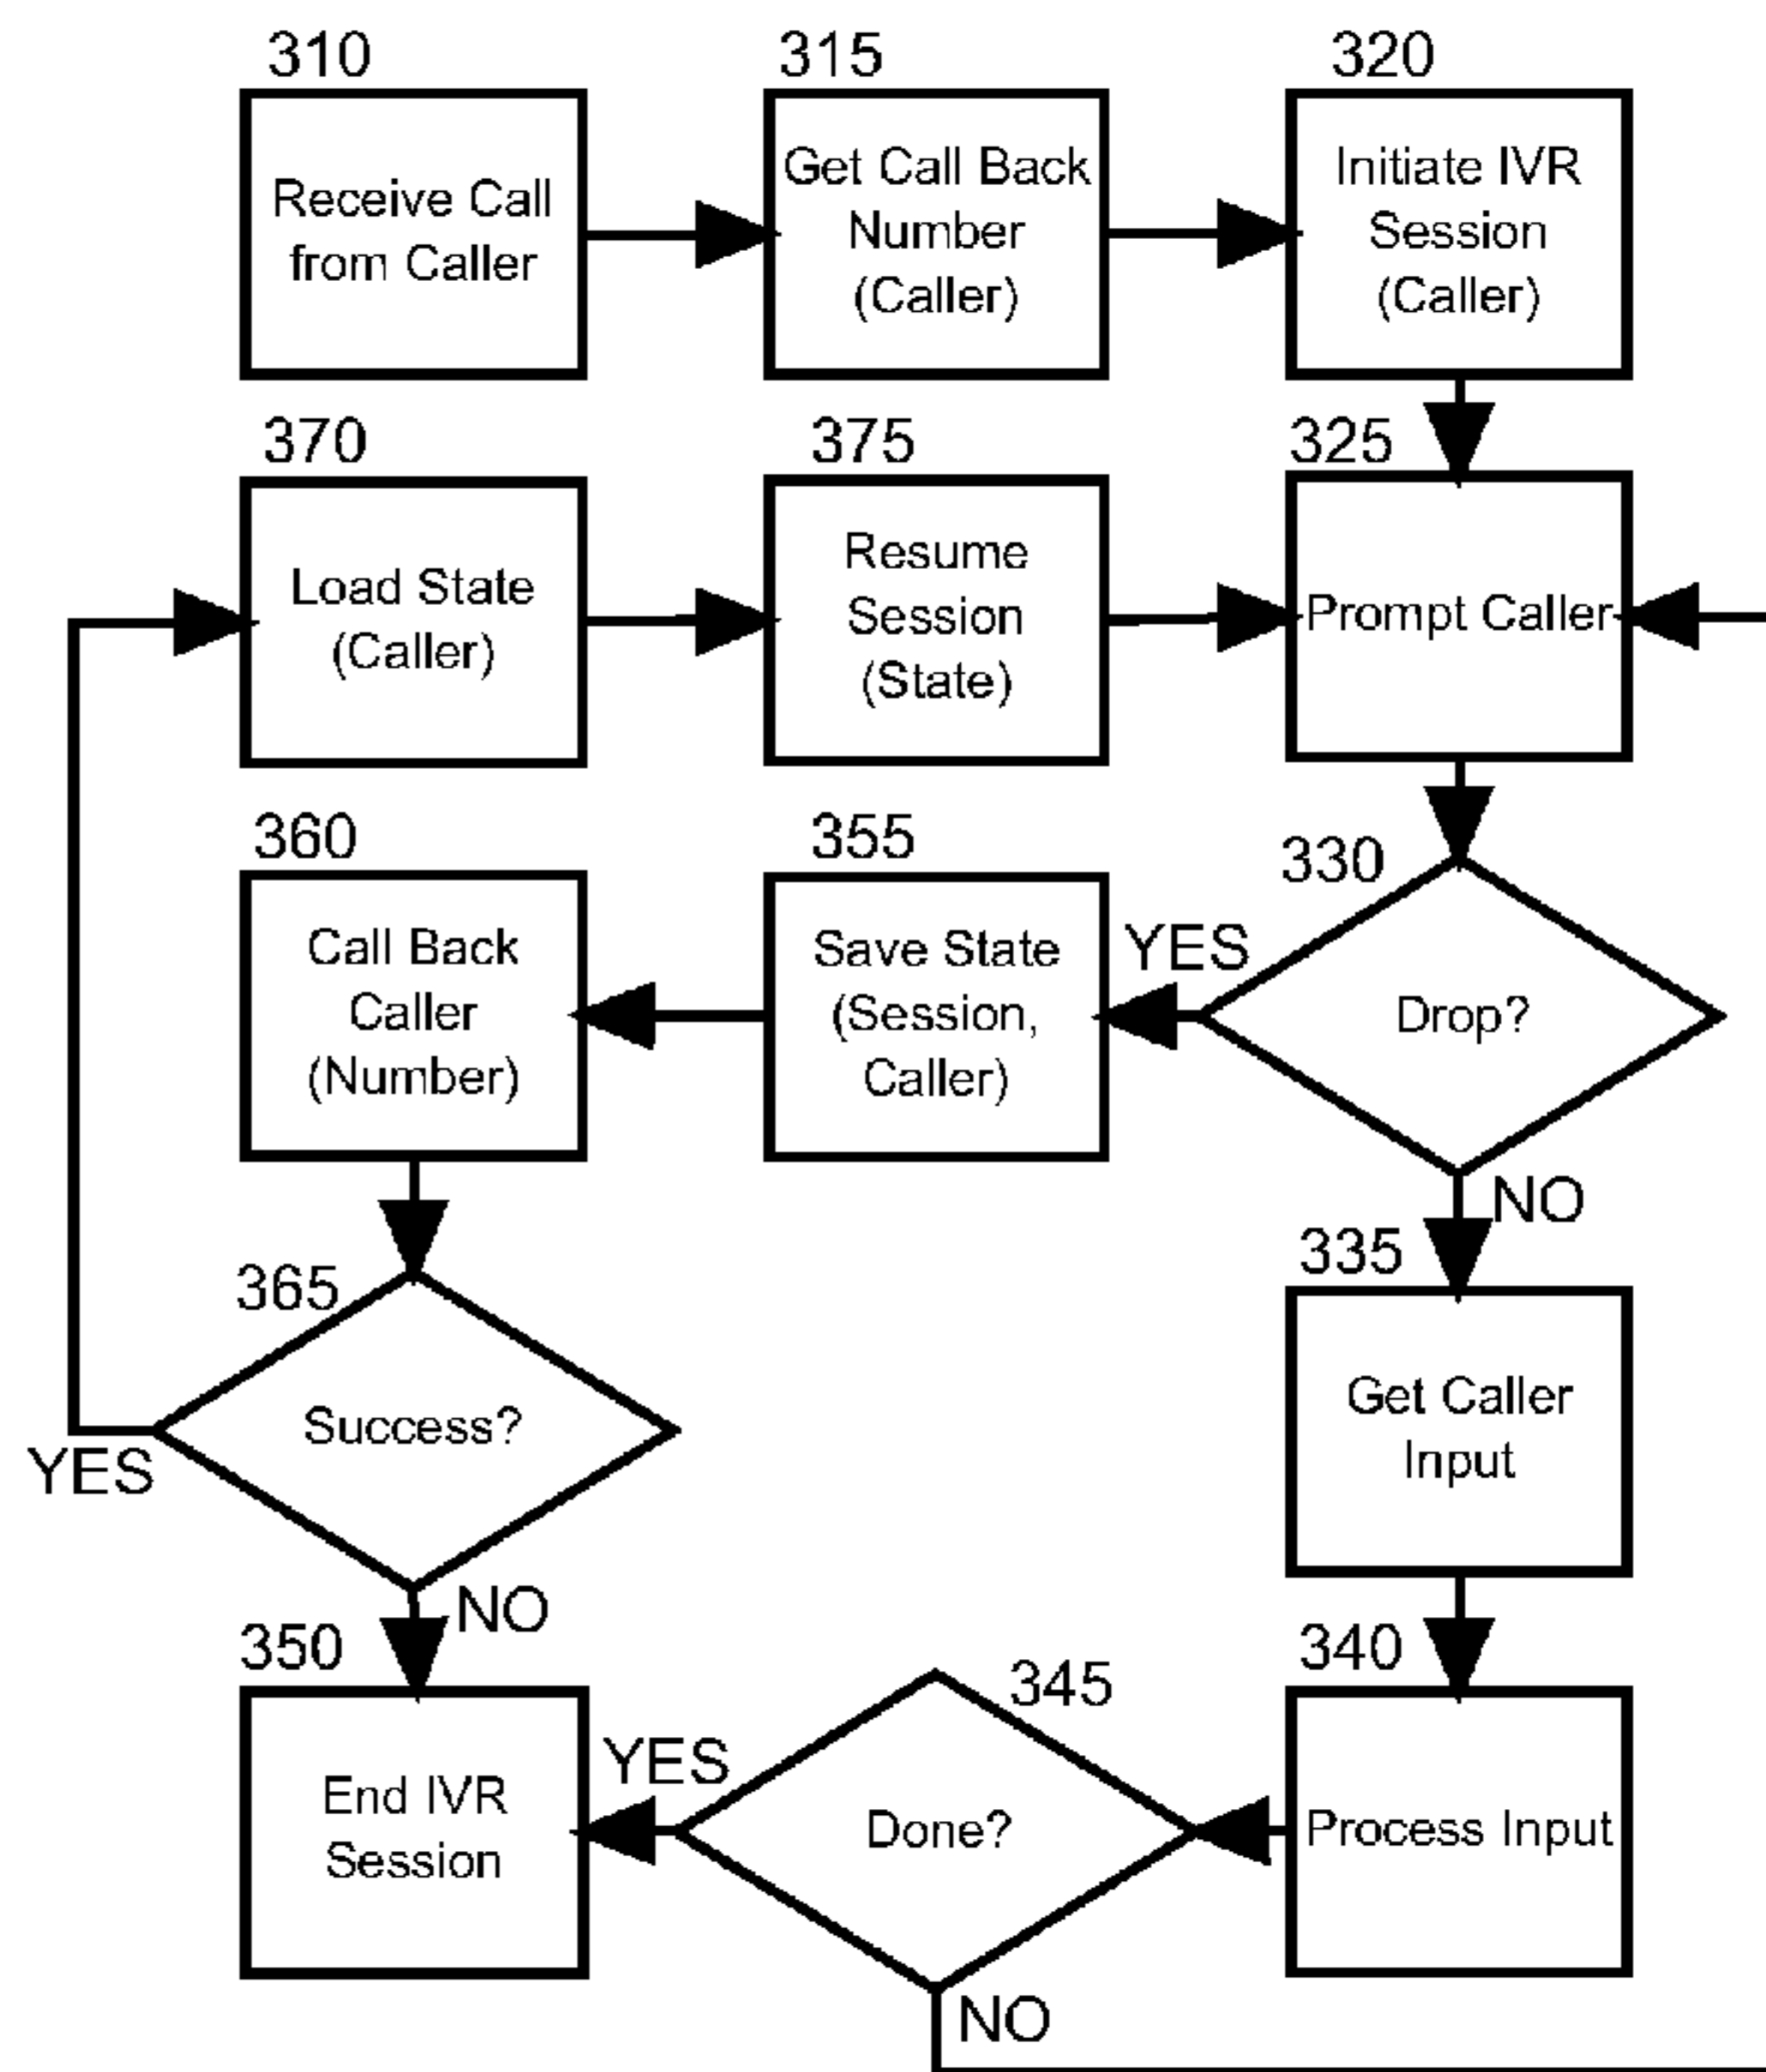 310
Receive Call
from Caller
315
Get Call Back
Number
(Caller)
320
Initiate IVR
Session
(Caller)
370
Load State
(Caller)
375
Resume
Session
(State)
325
Prompt Caller
360
Call Back
Caller
(Number)
355
Save State
(Session,
Caller)
YES
330
Drop?
NO
365
Success?
YES
NO
335
Get Caller
Input
350
End IVR
Session
YES
345
Done?
NO
340
Process Input